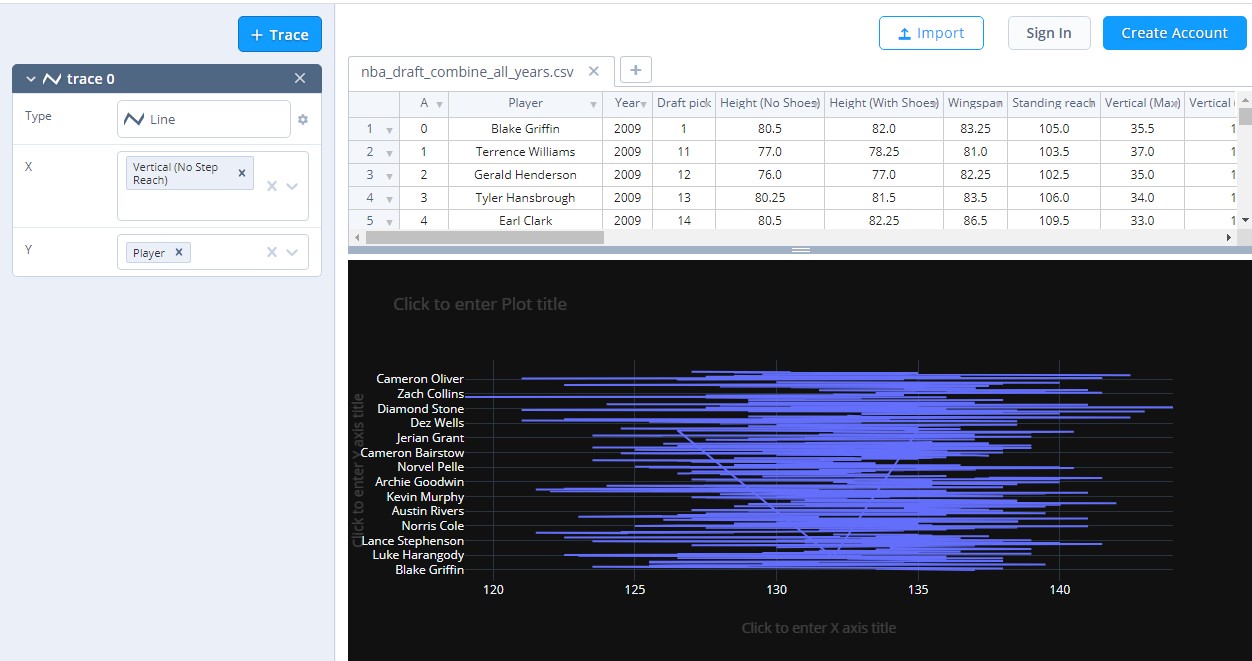 + Trace
Import
Sign In
Create Account
trace 0
Type
Line
X
Vertical (No Step
Reach)
Y
Player
nba_draft_combine_all_years.csv
+
A Player Year Draft pick Height (No Shoes) Height (With Shoes) Wingspan Standing reach Vertical (Max) Vertical (
1 0 Blake Griffin 2009 1 80.5 82.0 83.25 105.0 35.5 1
2 1 Terrence Williams 2009 11 77.0 78.25 81.0 103.5 37.0 1
3 2 Gerald Henderson 2009 12 76.0 77.0 82.25 102.5 35.0 1
4 3 Tyler Hansbrough 2009 13 80.25 81.5 83.5 106.0 34.0 1
5 4 Earl Clark 2009 14 80.5 82.25 86.5 109.5 33.0 1
Click to enter Plot title
Click to enter Y axis title
Cameron Oliver
Zach Collins
Diamond Stone
Dez Wells
Jerian Grant
Cameron Bairstow
Norvel Pelle
Archie Goodwin
Kevin Murphy
Austin Rivers
Norris Cole
Lance Stephenson
Luke Harangody
Blake Griffin
120 125 130 135 140
Click to enter X axis title